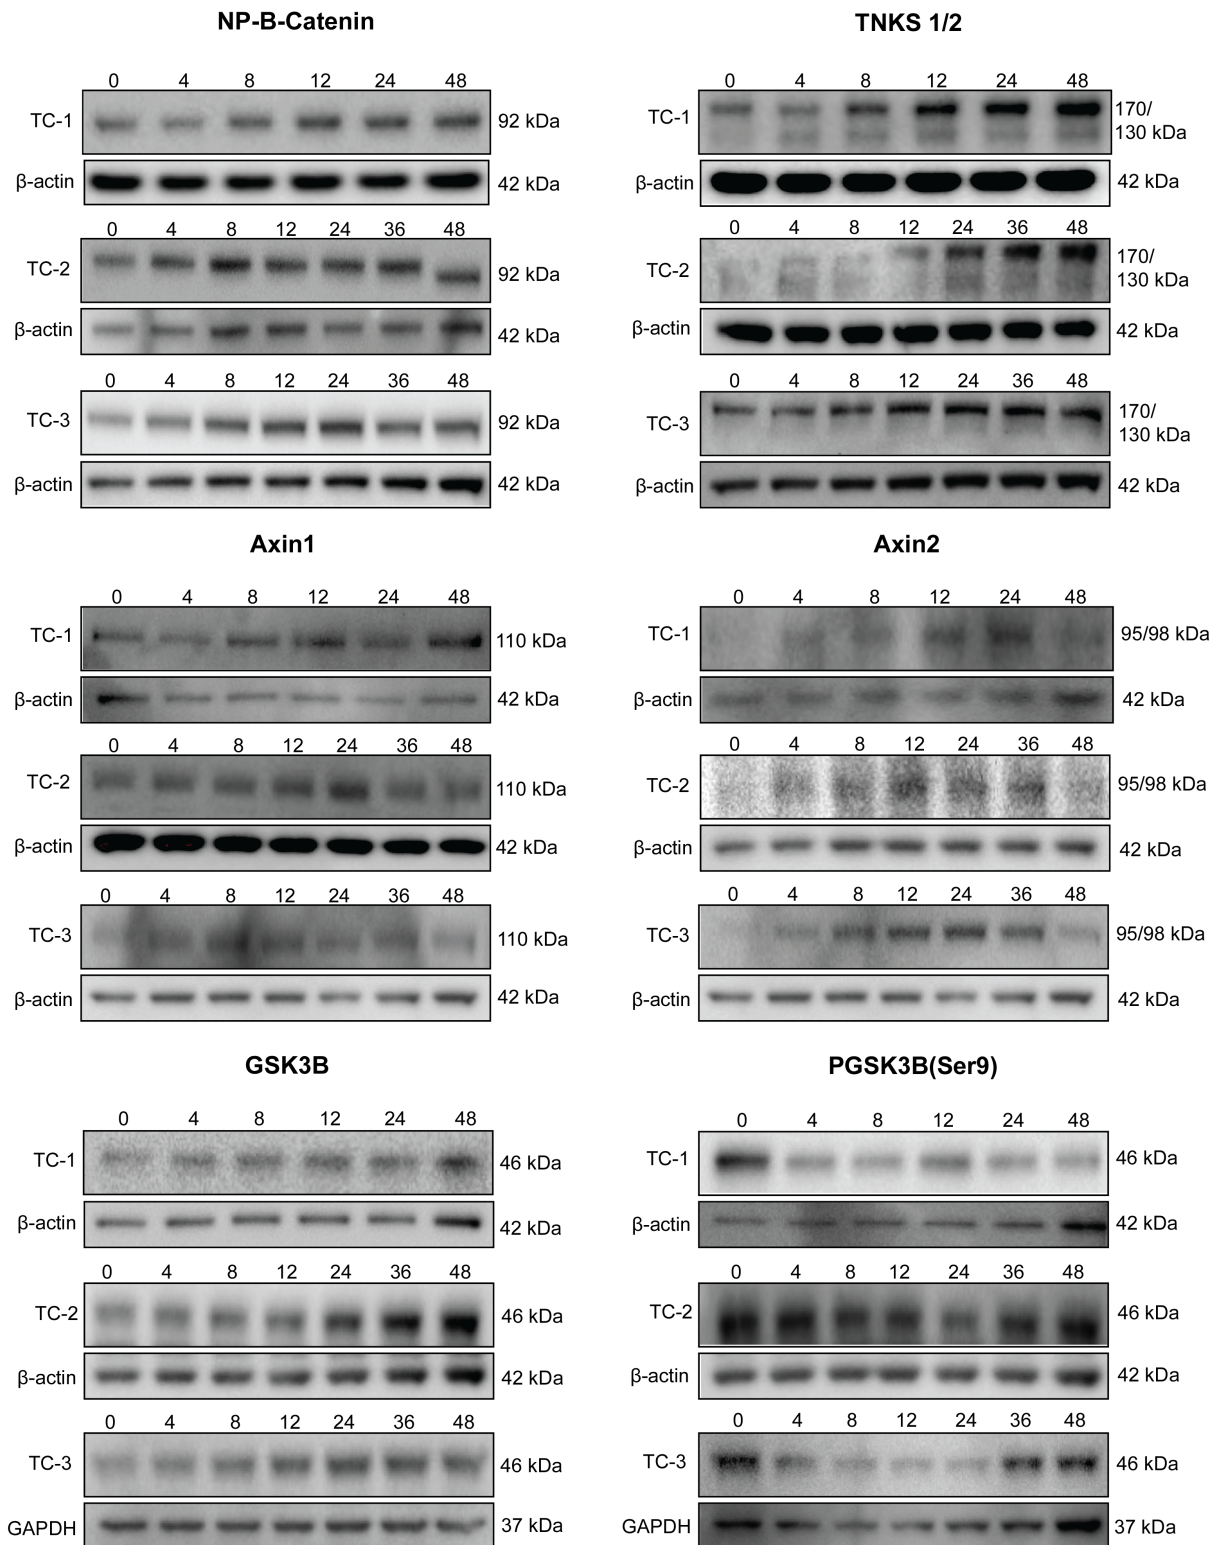 NP-B-Catenin
0 4 8 12 24 48
TC-1 92 kDa
β-actin 42 kDa
0 4 8 12 24 36 48
TC-2 92 kDa
β-actin 42 kDa
0 4 8 12 24 36 48
TC-3 92 kDa
β-actin 42 kDa
TNKS 1/2
0 4 8 12 24 48
TC-1 170/
130 kDa
β-actin 42 kDa
0 4 8 12 24 36 48
TC-2 170/
130 kDa
β-actin 42 kDa
0 4 8 12 24 36 48
TC-3 170/
130 kDa
β-actin 42 kDa
Axin1
0 4 8 12 24 48
TC-1 110 kDa
β-actin 42 kDa
0 4 8 12 24 36 48
TC-2 110 kDa
β-actin 42 kDa
0 4 8 12 24 36 48
TC-3 110 kDa
β-actin 42 kDa
Axin2
0 4 8 12 24 48
TC-1 95/98 kDa
β-actin 42 kDa
0 4 8 12 24 36 48
TC-2 95/98 kDa
β-actin 42 kDa
0 4 8 12 24 36 48
TC-3 95/98 kDa
β-actin 42 kDa
GSK3B
0 4 8 12 24 48
TC-1 46 kDa
β-actin 42 kDa
0 4 8 12 24 36 48
TC-2 46 kDa
β-actin 42 kDa
0 4 8 12 24 36 48
TC-3 46 kDa
GAPDH 37 kDa
PGSK3B(Ser9)
0 4 8 12 24 48
TC-1 46 kDa
β-actin 42 kDa
0 4 8 12 24 36 48
TC-2 46 kDa
β-actin 42 kDa
0 4 8 12 24 36 48
TC-3 46 kDa
GAPDH 37 kDa